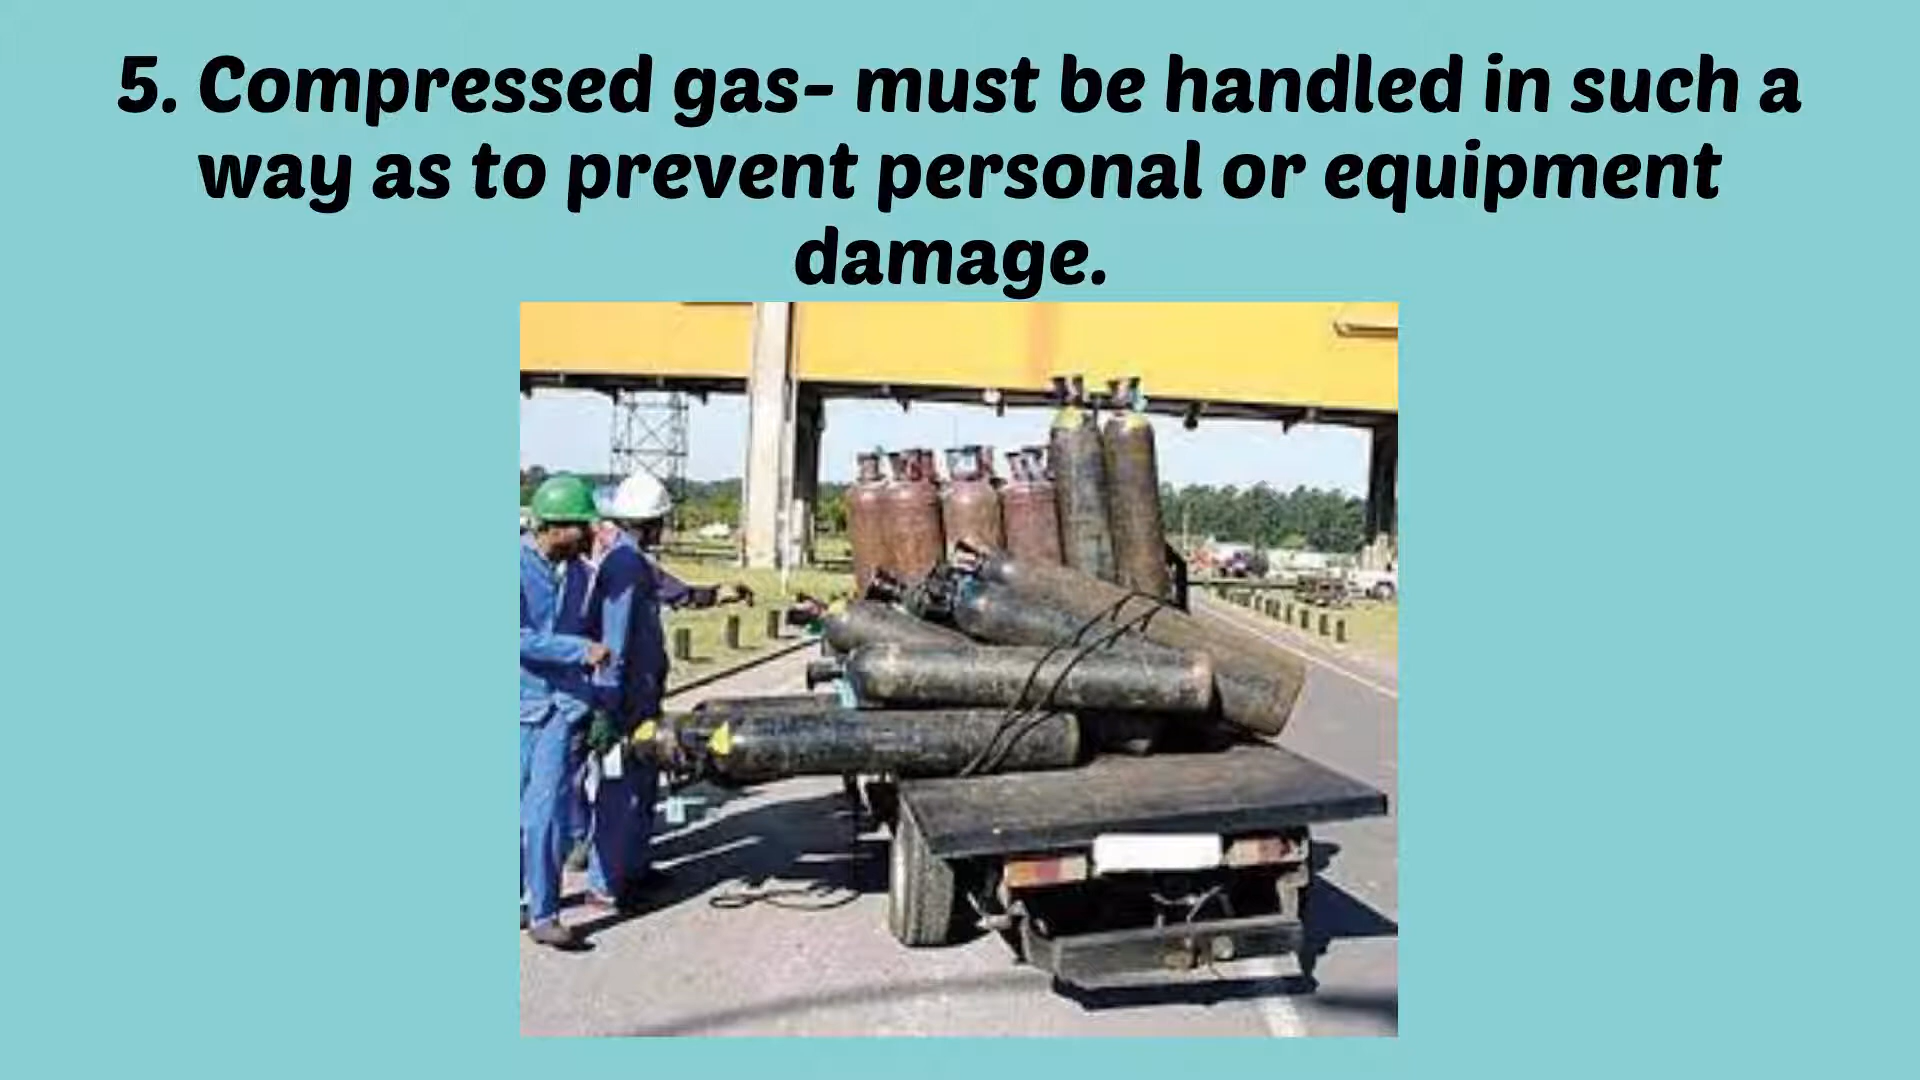 5. Compressed gas- must be handled in such a
way as to prevent personal or equipment
damage.